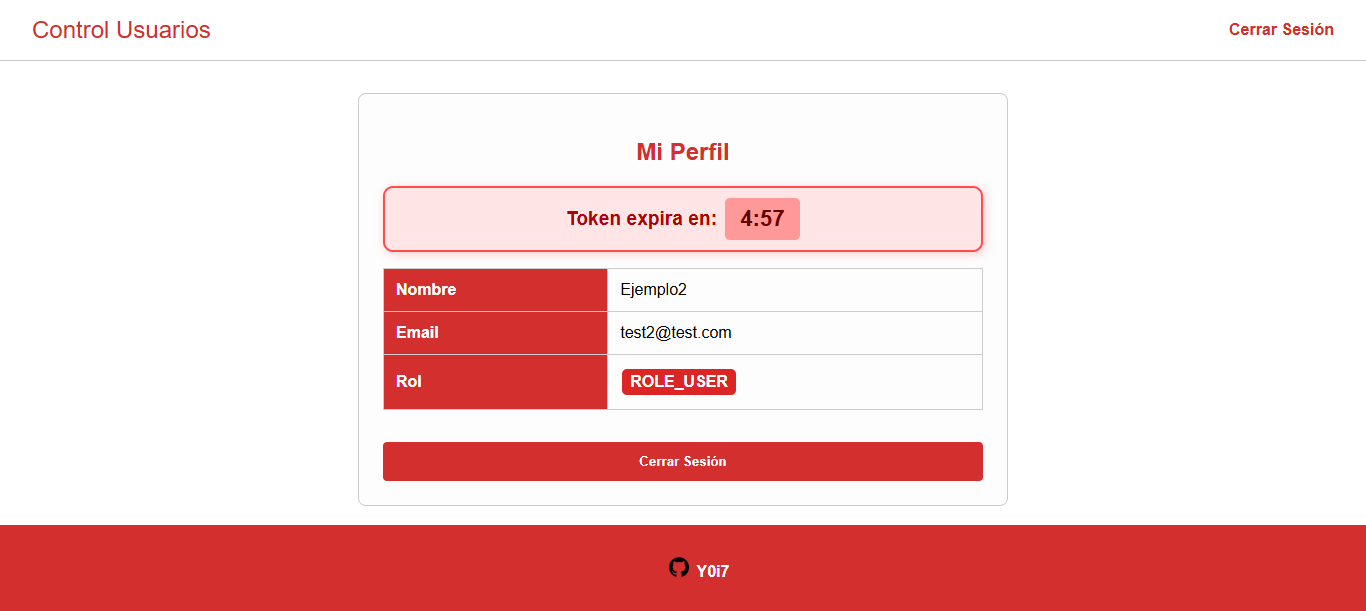 Control Usuarios
Cerrar Sesión
Mi Perfil
Token expira en: 4:57
Nombre Ejemplo2
Email test2@test.com
Rol ROLE_USER
Cerrar Sesión
Y0i7